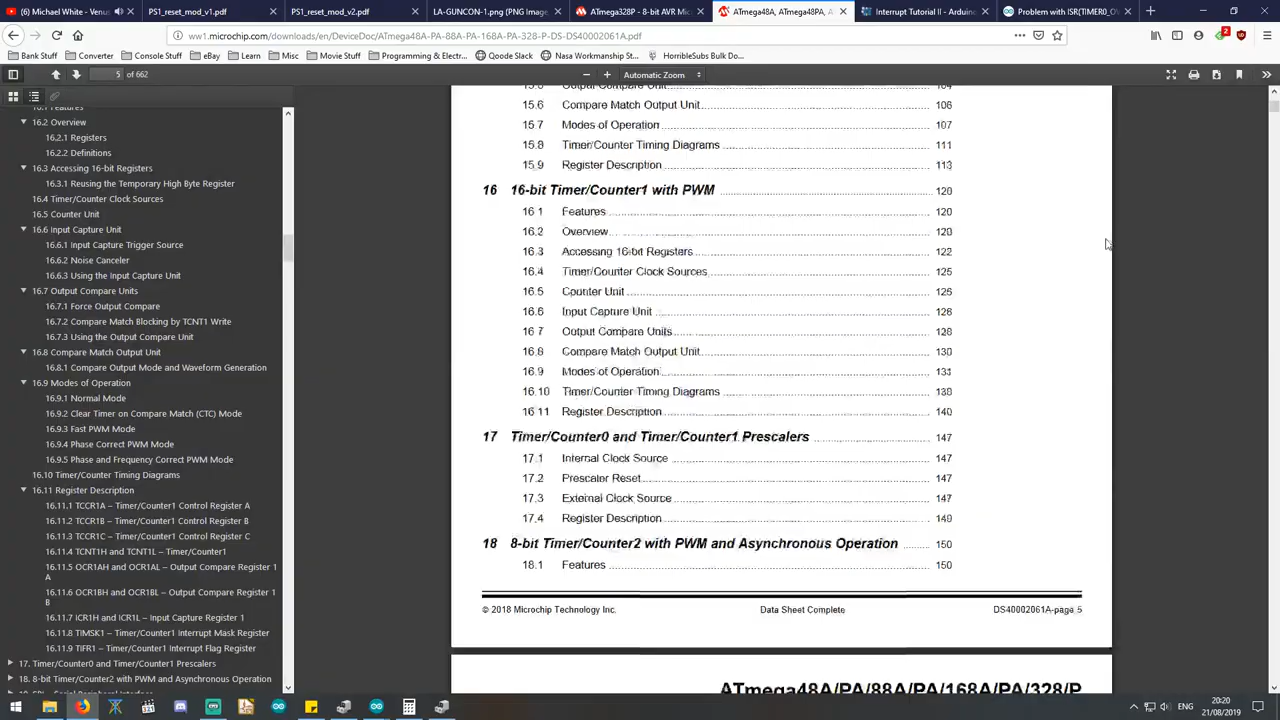 (6) Michael White - Venus:
PS1_reset_mod_v1.pdf
PS1_reset_mod_v2.pdf
LA-GUNCON-1.png (PNG Imag
ATmega328P - 8-bit AVR Micr
ATmega48A, ATmega48PA,
Interrupt Tutorial II - Arduino
Problem with ISR(TIMER0_OV
ww1.microchip.com/downloads/en/DeviceDoc/ATmega48A-PA-88A-PA-168A-PA-328-P-DS-DS40002061A.pdf
2
Bank Stuff
Converter
Console Stuff
eBay
Learn
Misc
Movie Stuff
Programming & Electr...
Qoode Slack
Nasa Workmanship St...
HorribleSubs Bulk Do...
5 of 662
Automatic Zoom
16.1 Features
16.2 Overview
16.2.1 Registers
16.2.2 Definitions
16.3 Accessing 16-bit Registers
16.3.1 Reusing the Temporary High Byte Register
16.4 Timer/Counter Clock Sources
16.5 Counter Unit
16.6 Input Capture Unit
16.6.1 Input Capture Trigger Source
16.6.2 Noise Canceler
16.6.3 Using the Input Capture Unit
16.7 Output Compare Units
16.7.1 Force Output Compare
16.7.2 Compare Match Blocking by TCNT1 Write
16.7.3 Using the Output Compare Unit
16.8 Compare Match Output Unit
16.8.1 Compare Output Mode and Waveform Generation
16.9 Modes of Operation
16.9.1 Normal Mode
16.9.2 Clear Timer on Compare Match (CTC) Mode
16.9.3 Fast PWM Mode
16.9.4 Phase Correct PWM Mode
16.9.5 Phase and Frequency Correct PWM Mode
16.10 Timer/Counter Timing Diagrams
16.11 Register Description
16.11.1 TCCR1A – Timer/Counter1 Control Register A
16.11.2 TCCR1B – Timer/Counter1 Control Register B
16.11.3 TCCR1C – Timer/Counter1 Control Register C
16.11.4 TCNT1H and TCNT1L – Timer/Counter1
16.11.5 OCR1AH and OCR1AL – Output Compare Register 1
A
16.11.6 OCR1BH and OCR1BL – Output Compare Register 1
B
16.11.7 ICR1H and ICR1L – Input Capture Register 1
16.11.8 TIMSK1 – Timer/Counter1 Interrupt Mask Register
16.11.9 TIFR1 – Timer/Counter1 Interrupt Flag Register
17. Timer/Counter0 and Timer/Counter1 Prescalers
18. 8-bit Timer/Counter2 with PWM and Asynchronous Operation
15.5 Output Compare Unit 104
15.6 Compare Match Output Unit 106
15.7 Modes of Operation 107
15.8 Timer/Counter Timing Diagrams 111
15.9 Register Description 113
16 16-bit Timer/Counter1 with PWM 120
16.1 Features 120
16.2 Overview 120
16.3 Accessing 16-bit Registers 122
16.4 Timer/Counter Clock Sources 125
16.5 Counter Unit 126
16.6 Input Capture Unit 126
16.7 Output Compare Units 128
16.8 Compare Match Output Unit 130
16.9 Modes of Operation 131
16.10 Timer/Counter Timing Diagrams 138
16.11 Register Description 140
17 Timer/Counter0 and Timer/Counter1 Prescalers 147
17.1 Internal Clock Source 147
17.2 Prescaler Reset 147
17.3 External Clock Source 147
17.4 Register Description 149
18 8-bit Timer/Counter2 with PWM and Asynchronous Operation 150
18.1 Features 150
© 2018 Microchip Technology Inc. Data Sheet Complete DS40002061A-page 5
ATmega48A/PA/88A/PA/168A/PA/328/P
ENG
20:20
21/08/2019